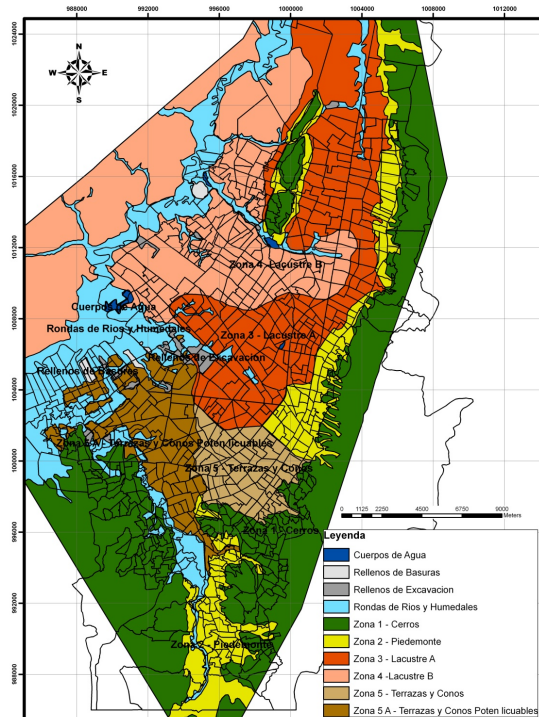 988000 992000 996000 1000000 1004000 1008000 1012000
1024000
1020000
1016000
1012000
1008000
1004000
1000000
996000
992000
988000
N
W E
S
Zona 4 -Lacustre B
Cuerpos de Agua
Rondas de Rios y Humedales
Zona 3 - Lacustre A
Rellenos de Excavacion
Rellenos de Basures
Terrazas y Conos Poten licuables
Zona 5 - Terrazas y Conos
Zona 1 - Cerros
Zona 2 - Piedemonte
0 1125 2250 4500 6750 9000
Meters
Leyenda
Cuerpos de Agua
Rellenos de Basuras
Rellenos de Excavacion
Rondas de Rios y Humedales
Zona 1 - Cerros
Zona 2 - Piedemonte
Zona 3 - Lacustre A
Zona 4 -Lacustre B
Zona 5 - Terrazas y Conos
Zona 5 A - Terrazas y Conos Poten licuables